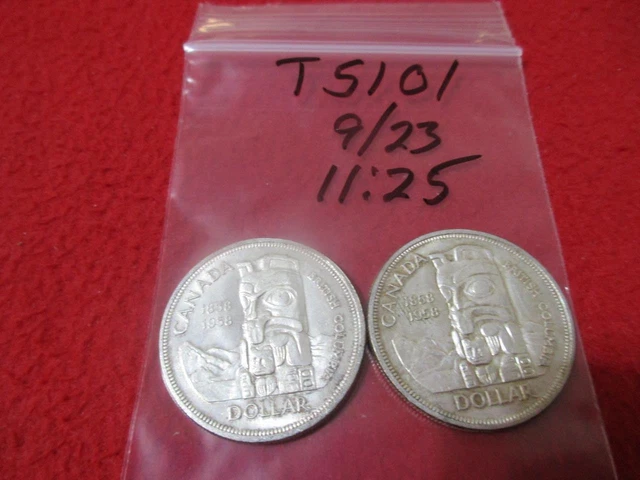 TS101
9/23
11:25
CANADA
1858
1958
BRITISH COLUMBIA
DOLLAR
CANADA
1858
1958
BRITISH COLUMBIA
DOLLAR